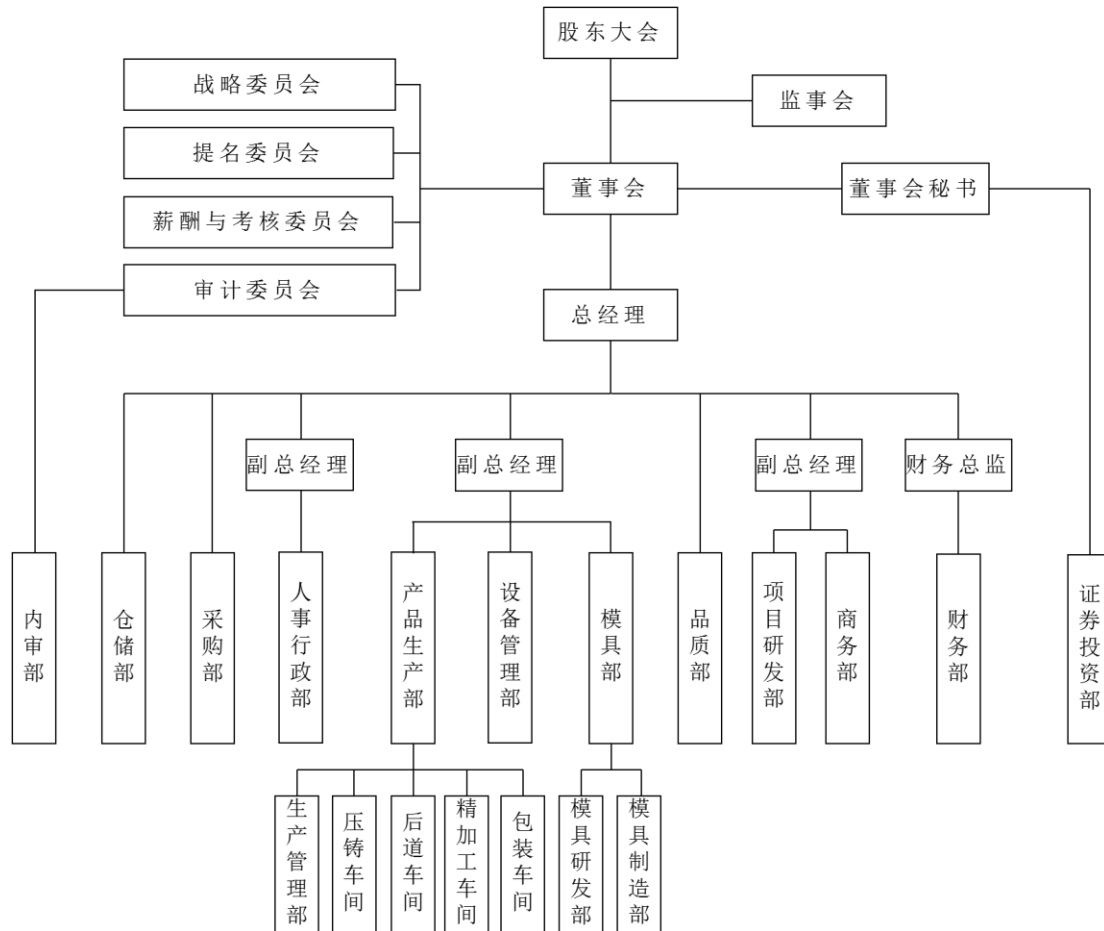 股东大会
战略委员会
监事会
提名委员会
董事会
董事会秘书
薪酬与考核委员会
审计委员会
总经理
副总经理
副总经理
副总经理
财务总监
内审部
仓储部
采购部
人事行政部
产品生产部
设备管理部
模具部
品质部
项目研发部
商务部
财务部
证券投资部
生产管理部
压铸车间
后道车间
精加工车间
包装车间
模具研发部
模具制造部